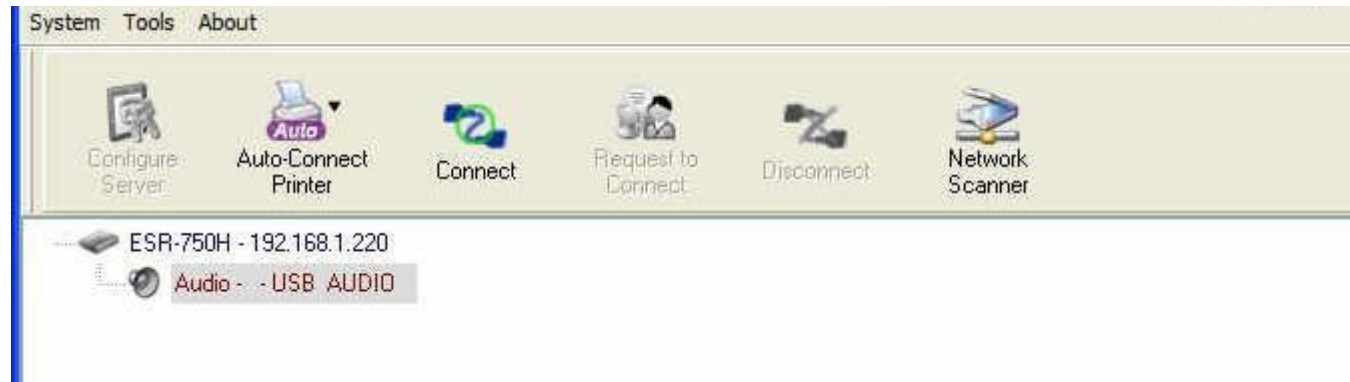 System Tools About
Auto
Configure Server
Auto-Connect Printer
Connect
Request to Connect
Disconnect
Network Scanner
ESR-750H - 192.168.1.220
Audio - - USB AUDIO